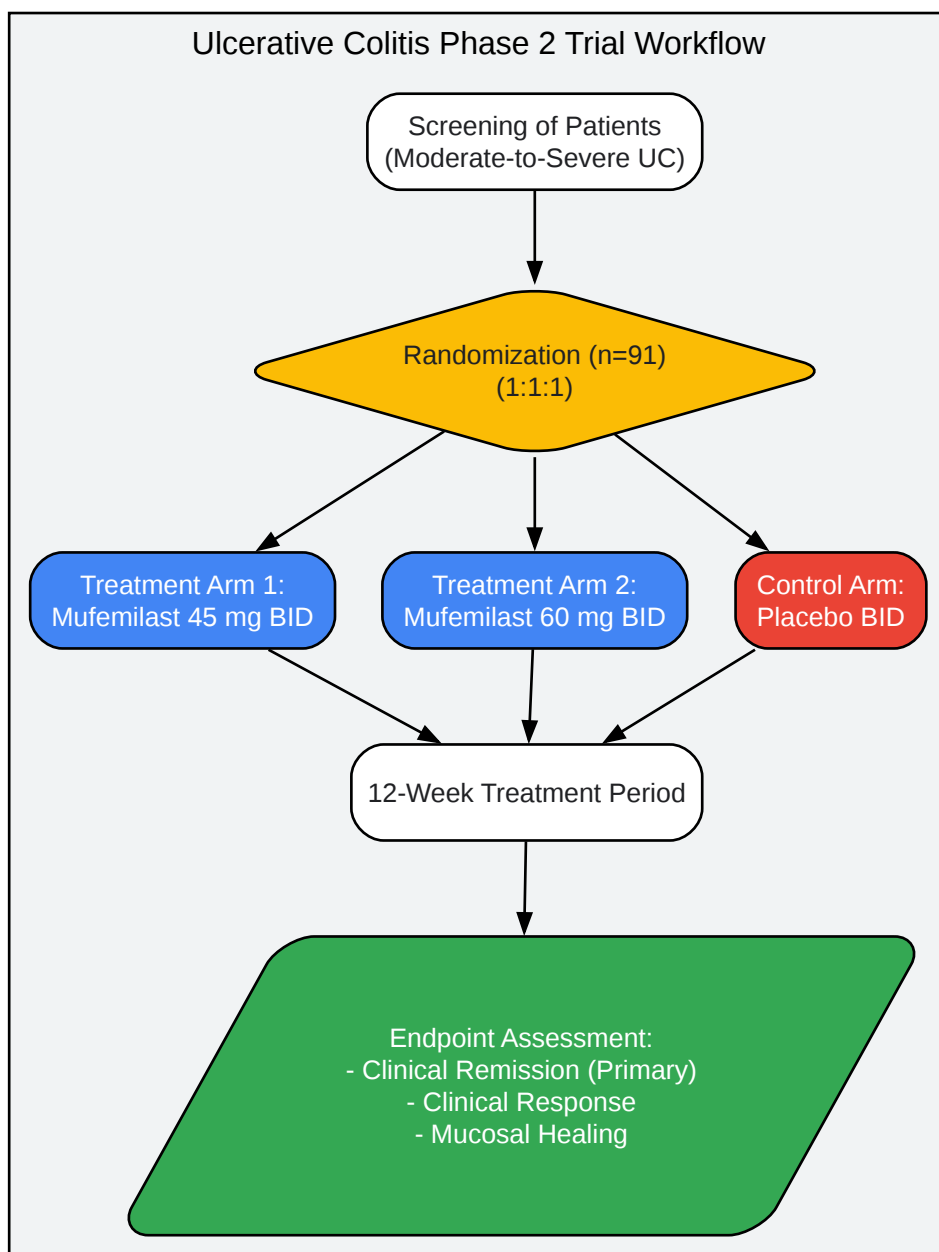 Ulcerative Colitis Phase 2 Trial Workflow
Screening of Patients
(Moderate-to-Severe UC)
Randomization (n=91)
(1:1:1)
Treatment Arm 1:
Mufemilast 45 mg BID
Treatment Arm 2:
Mufemilast 60 mg BID
Control Arm:
Placebo BID
12-Week Treatment Period
Endpoint Assessment:
- Clinical Remission (Primary)
- Clinical Response
- Mucosal Healing